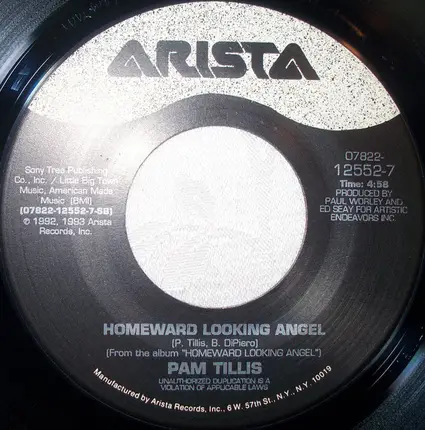 ARISTA
Sony Tree Publishing
Co., Inc. / Little Big Town
Music, American Made
Music (BMI)
(07822-12552-7-SB)
℗ 1992, 1993 Arista
Records, Inc.
07822-
12552-7
Time: 4:58
PRODUCED BY
PAUL WORLEY AND
ED SEAY FOR ARTISTIC
ENDEAVORS INC.
HOMEWARD LOOKING ANGEL
(P. Tillis, B. DiPiero)
(From the album "HOMEWARD LOOKING ANGEL")
PAM TILLIS
UNAUTHORIZED DUPLICATION IS A
VIOLATION OF APPLICABLE LAWS
Manufactured by Arista Records, Inc., 6 W. 57th St., N.Y., N.Y. 10019